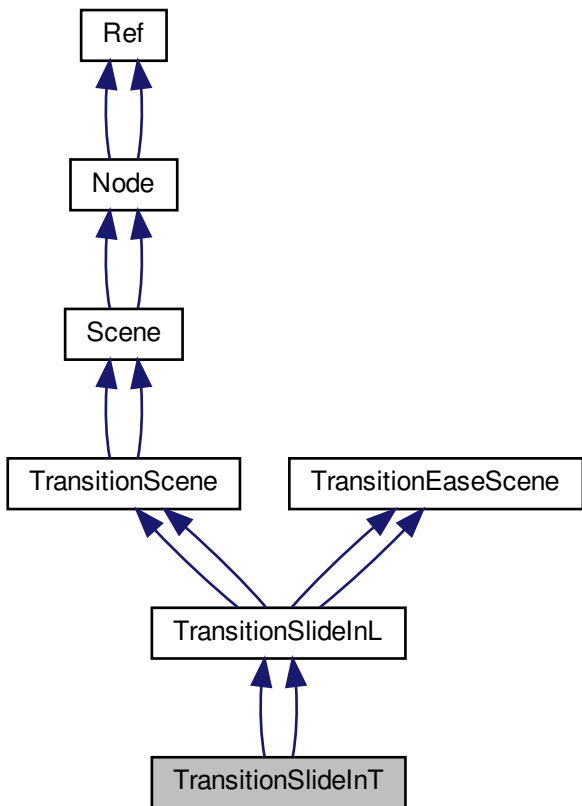 Ref
Node
Scene
TransitionScene
TransitionEaseScene
TransitionSlideInL
TransitionSlideInT